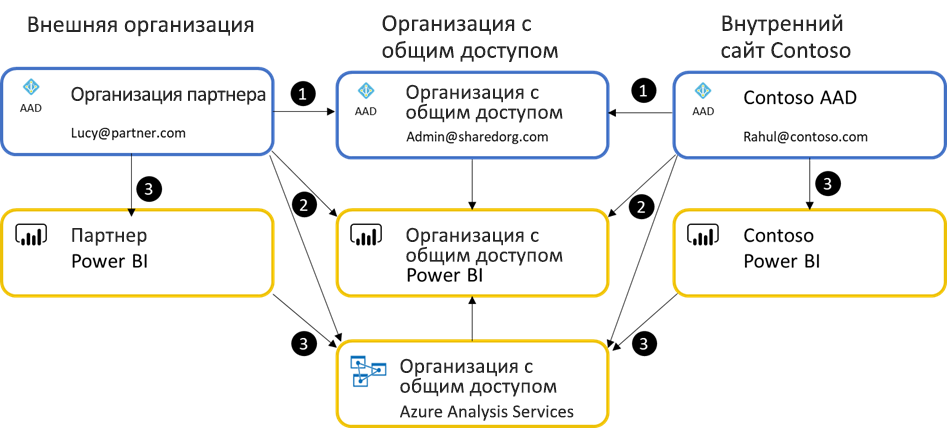 Внешняя организация
Организация с
общим доступом
Внутренний
сайт Contoso
AAD
Организация партнера
Lucy@partner.com
1
AAD
Организация с
общим доступом
Admin@sharedorg.com
1
AAD
Contoso AAD
Rahul@contoso.com
3
2
2
3
Партнер
Power BI
Организация с
общим доступом
Power BI
Contoso
Power BI
3
3
Организация с
общим доступом
Azure Analysis Services